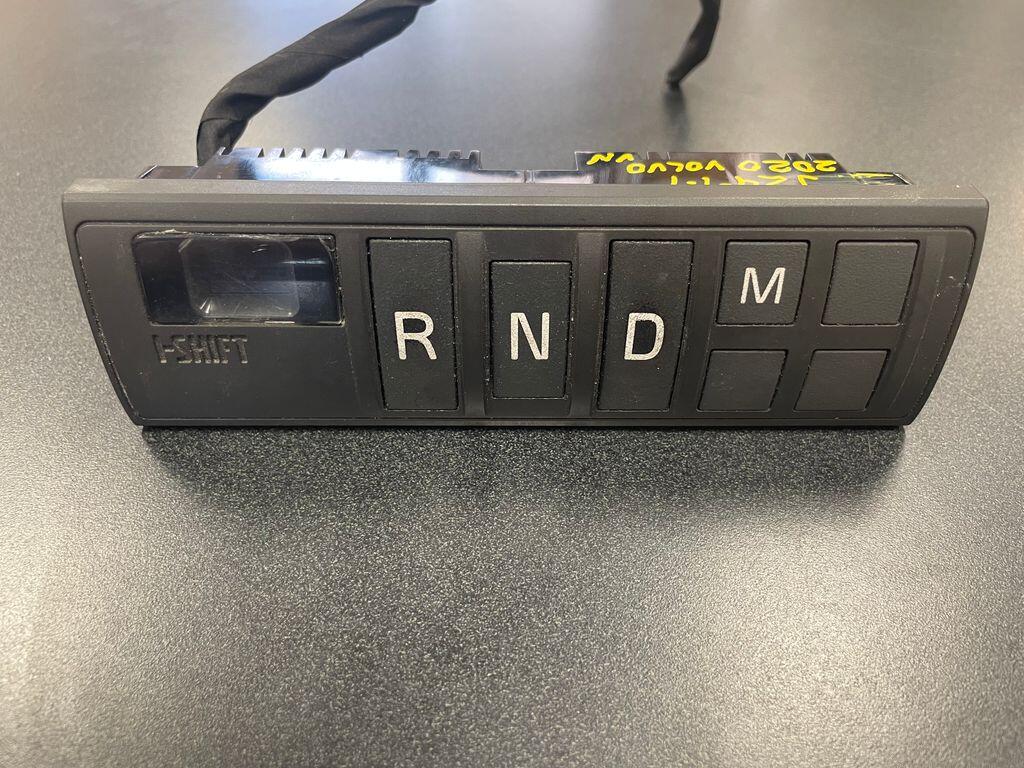 2020 VOLVO
VN
I-SHIFT
R N D M